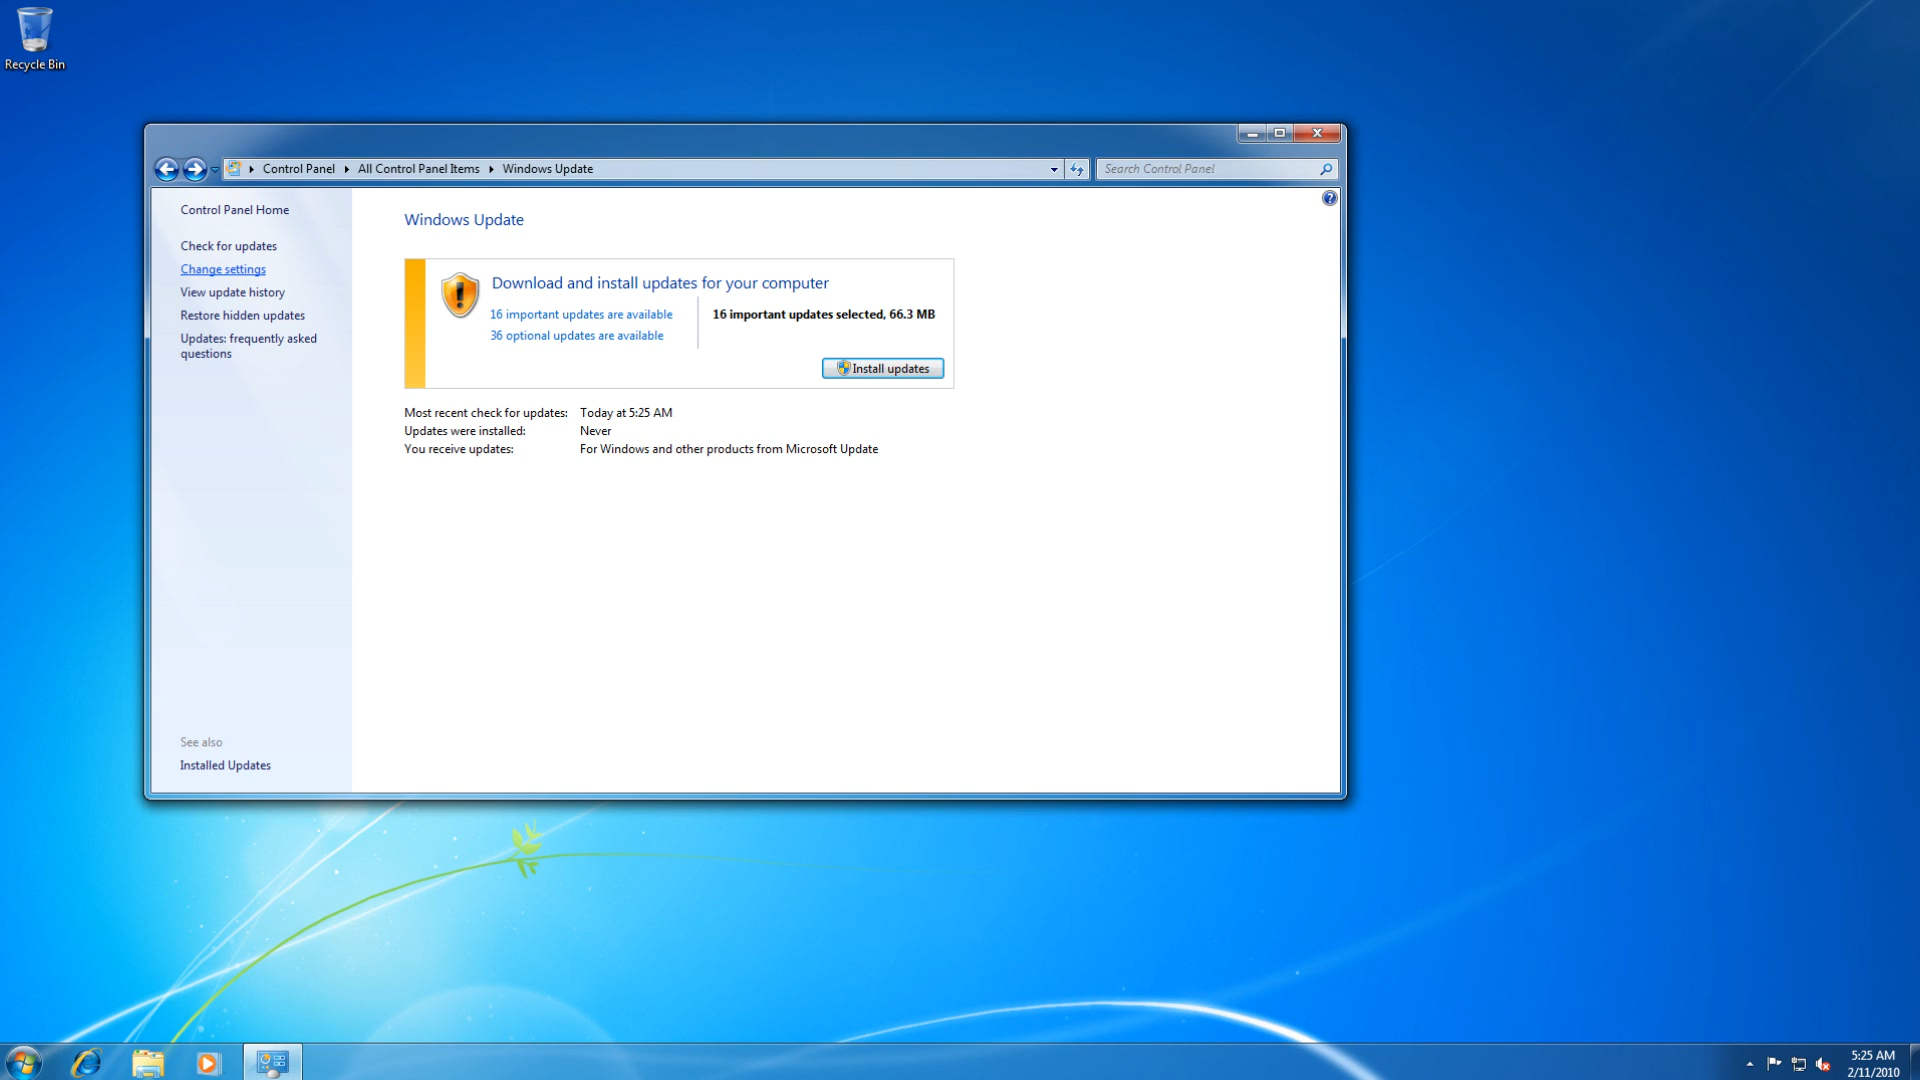 Recycle Bin
Control Panel
All Control Panel Items
Windows Update
Search Control Panel
Control Panel Home
Check for updates
Change settings
View update history
Restore hidden updates
Updates: frequently asked
questions
See also
Installed Updates
Windows Update
Download and install updates for your computer
16 important updates are available
36 optional updates are available
16 important updates selected, 66.3 MB
Install updates
Most recent check for updates: Today at 5:25 AM
Updates were installed: Never
You receive updates: For Windows and other products from Microsoft Update
5:25 AM
2/11/2010